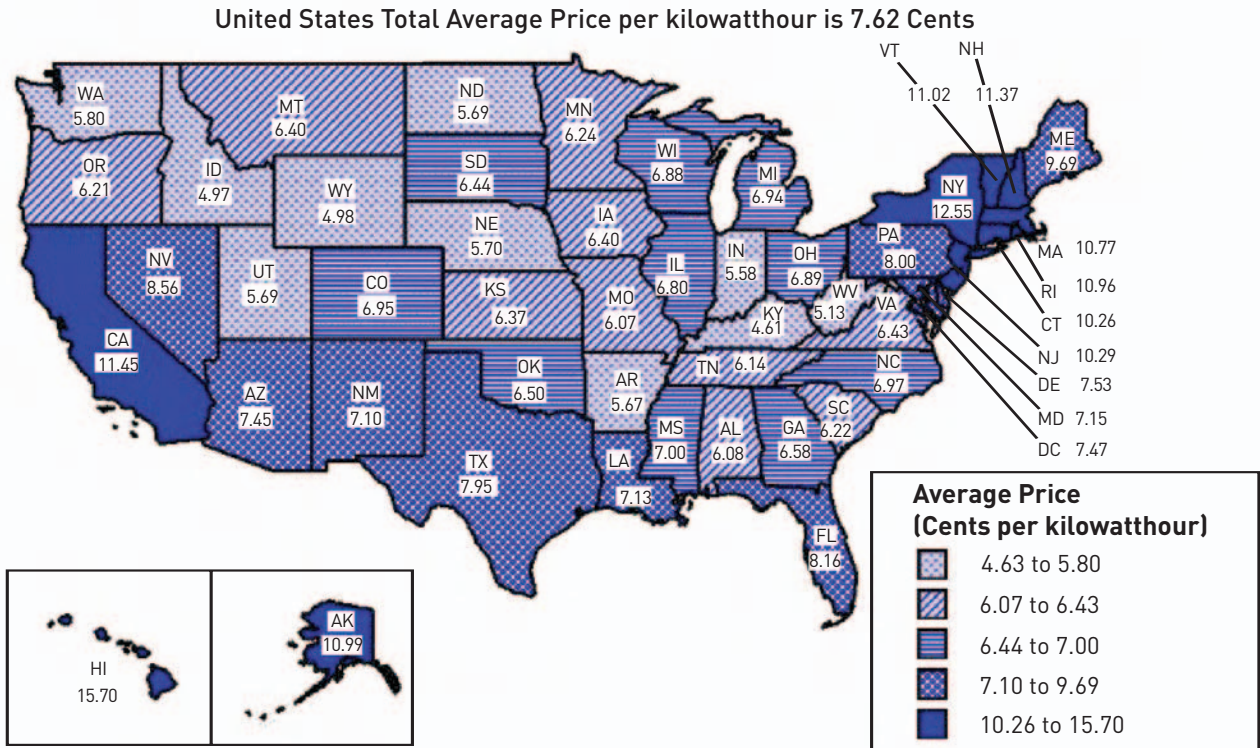 United States Total Average Price per kilowatthour is 7.62 Cents
VT
NH
11.02
11.37
WA
5.80
MT
6.40
ND
5.69
MN
6.24
ME
9.69
OR
6.21
ID
4.97
WY
4.98
SD
6.44
WI
6.88
MI
6.94
NY
12.55
NE
5.70
IA
6.40
NV
8.56
UT
5.69
CO
6.95
KS
6.37
MO
6.07
IL
6.80
IN
5.58
OH
6.89
PA
8.00
WV
5.13
VA
6.43
KY
4.61
MA 10.77
RI 10.96
CT 10.26
NJ 10.29
DE 7.53
MD 7.15
DC 7.47
CA
11.45
AZ
7.45
NM
7.10
OK
6.50
AR
5.67
TN 6.14
NC
6.97
SC
6.22
MS
7.00
AL
6.08
GA
6.58
TX
7.95
LA
7.13
FL
8.16
HI
15.70
AK
10.99
Average Price
(Cents per kilowatthour)
4.63 to 5.80
6.07 to 6.43
6.44 to 7.00
7.10 to 9.69
10.26 to 15.70